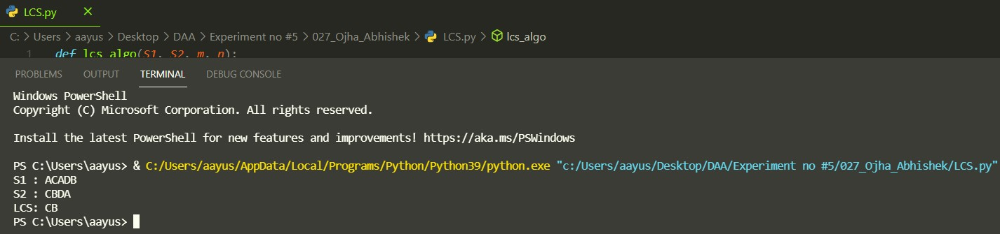 LCS.py ×
C: > Users > aayus > Desktop > DAA > Experiment no #5 > 027_Ojha_Abhishek > LCS.py > lcs_algo
1 def lcs_algo(S1, S2, m, n):
PROBLEMS OUTPUT TERMINAL DEBUG CONSOLE
Windows PowerShell
Copyright (C) Microsoft Corporation. All rights reserved.
Install the latest PowerShell for new features and improvements! https://aka.ms/PSWindows
PS C:\Users\aayus> & C:/Users/aayus/AppData/Local/Programs/Python/Python39/python.exe "c:/Users/aayus/Desktop/DAA/Experiment no #5/027_Ojha_Abhishek/LCS.py"
S1 : ACADB
S2 : CBDA
LCS: CB
PS C:\Users\aayus>